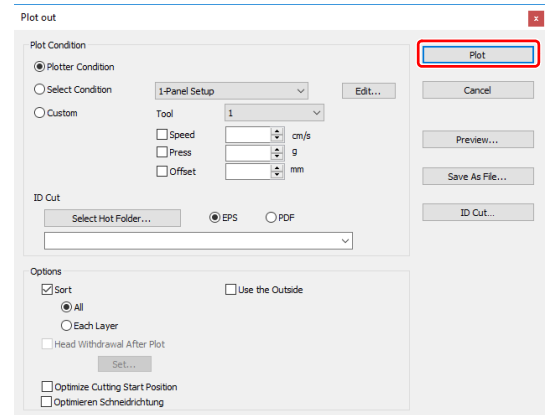 Plot out
x
Plot Condition
Plotter Condition
Select Condition
1-Panel Setup
Edit...
Custom
Tool
1
Speed
cm/s
Press
g
Offset
mm
ID Cut
Select Hot Folder...
EPS
PDF
Options
Sort
Use the Outside
All
Each Layer
Head Withdrawal After Plot
Set...
Optimize Cutting Start Position
Optimieren Schneidrichtung
Plot
Cancel
Preview...
Save As File...
ID Cut...